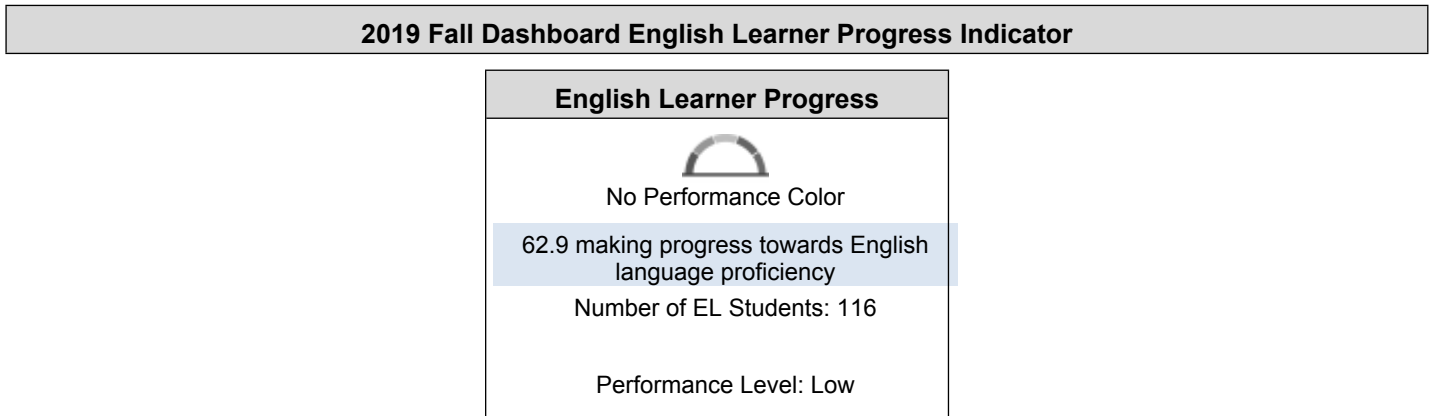 2019 Fall Dashboard English Learner Progress Indicator
English Learner Progress
No Performance Color
62.9 making progress towards English
language proficiency
Number of EL Students: 116
Performance Level: Low